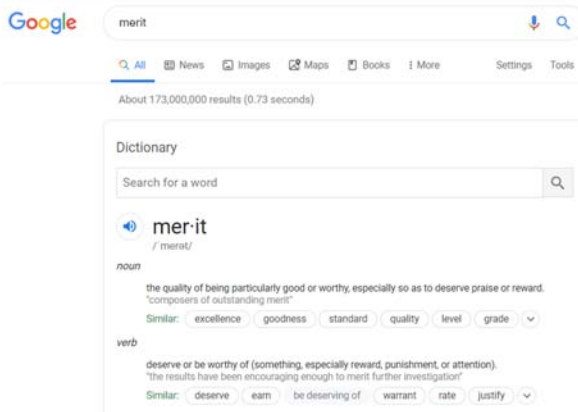 Google merit
All News Images Maps Books More Settings Tools
About 173,000,000 results (0.73 seconds)
Dictionary
Search for a word
mer·it
/ˈmerət/
noun
the quality of being particularly good or worthy, especially so as to deserve praise or reward.
"composers of outstanding merit"
Similar: excellence goodness standard quality level grade
verb
deserve or be worthy of (something, especially reward, punishment, or attention).
"the results have been encouraging enough to merit further investigation"
Similar: deserve earn be deserving of warrant rate justify